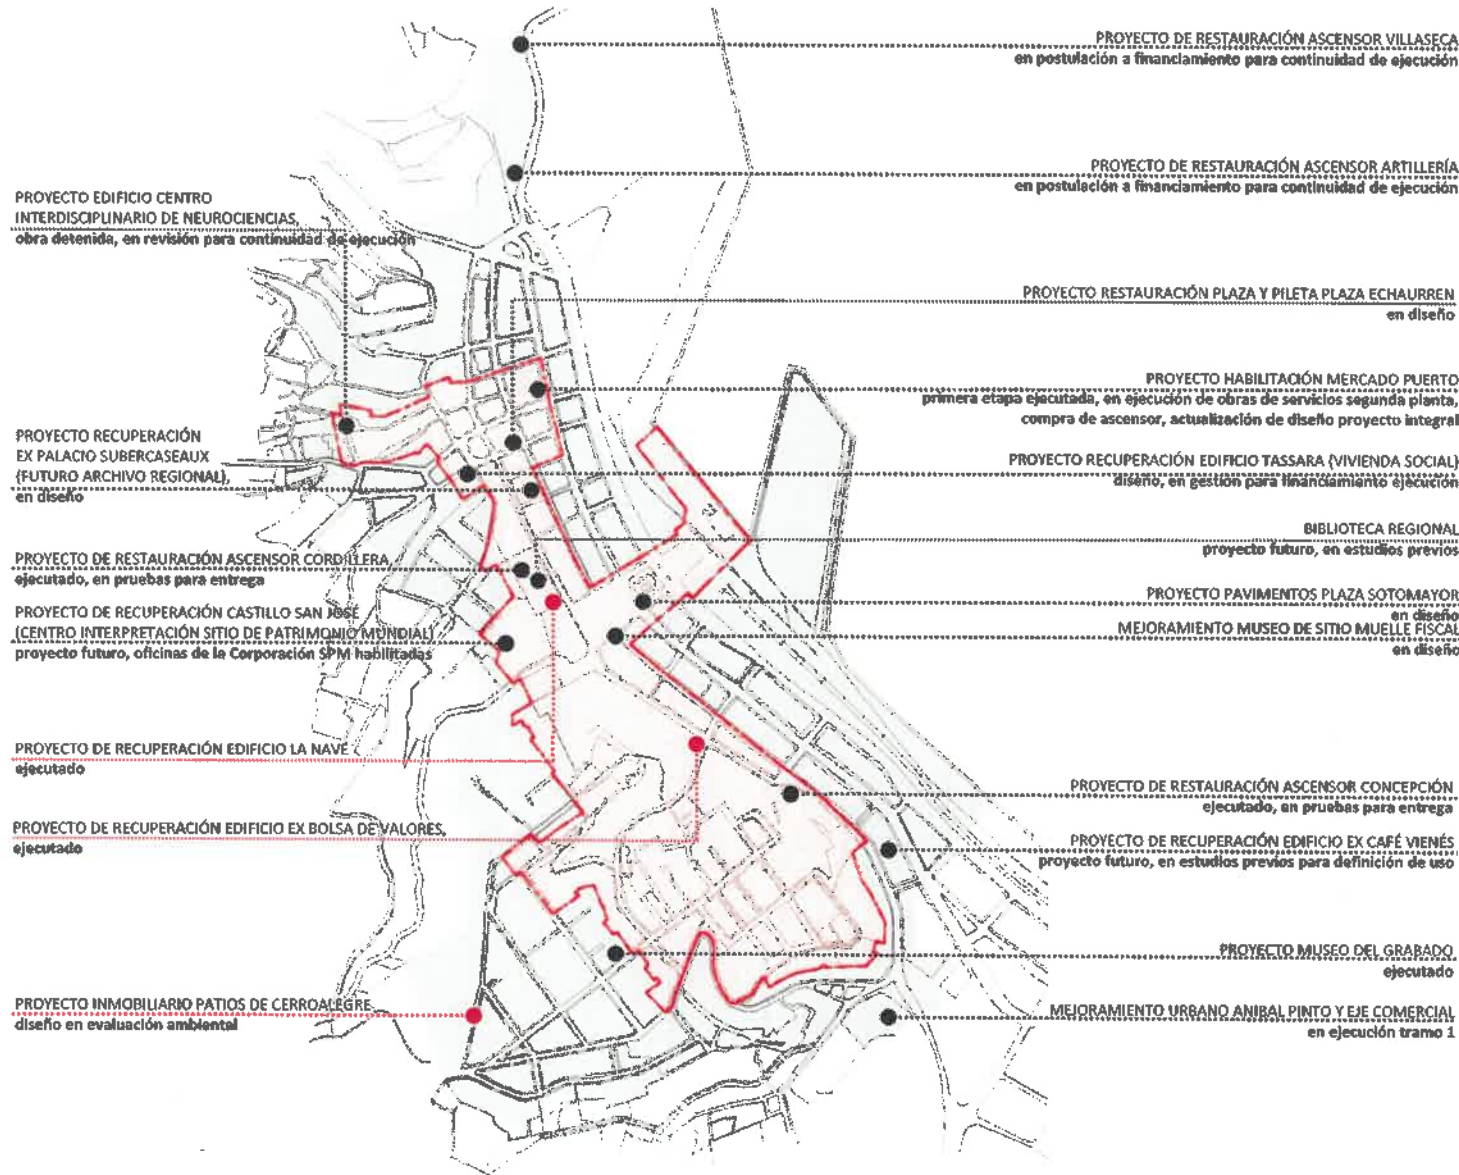 PROYECTO DE RESTAURACIÓN ASCENSOR VILLASECA
en postulación a financiamiento para continuidad de ejecución
PROYECTO DE RESTAURACIÓN ASCENSOR ARTILLERÍA
en postulación a financiamiento para continuidad de ejecución
PROYECTO EDIFICIO CENTRO
INTERDISCIPLINARIO DE NEUROCIENCIAS,
obra detenida, en revisión para continuidad de ejecución
PROYECTO RESTAURACIÓN PLAZA Y PILETA PLAZA ECHAURREN
en diseño
PROYECTO HABILITACIÓN MERCADO PUERTO
primera etapa ejecutada, en ejecución de obras de servicios segunda planta,
compra de ascensor, actualización de diseño proyecto integral
PROYECTO RECUPERACIÓN
EX PALACIO SUBERCASEAUX
(FUTURO ARCHIVO REGIONAL),
en diseño
PROYECTO RECUPERACIÓN EDIFICIO TASSARA (VIVIENDA SOCIAL)
diseño, en gestión para financiamiento ejecución
BIBLIOTECA REGIONAL
proyecto futuro, en estudios previos
PROYECTO DE RESTAURACIÓN ASCENSOR CORDILLERA,
ejecutado, en pruebas para entrega
PROYECTO PAVIMENTOS PLAZA SOTOMAYOR
en diseño
PROYECTO DE RECUPERACIÓN CASTILLO SAN JOSÉ
(CENTRO INTERPRETACIÓN SITIO DE PATRIMONIO MUNDIAL)
proyecto futuro, oficinas de la Corporación SPM habilitadas
MEJORAMIENTO MUSEO DE SITIO MUELLE FISCAL
en diseño
PROYECTO DE RECUPERACIÓN EDIFICIO LA NAVE
ejecutado
PROYECTO DE RESTAURACIÓN ASCENSOR CONCEPCIÓN
ejecutado, en pruebas para entrega
PROYECTO DE RECUPERACIÓN EDIFICIO EX BOLSA DE VALORES,
ejecutado
PROYECTO DE RECUPERACIÓN EDIFICIO EX CAFÉ VIENÉS
proyecto futuro, en estudios previos para definición de uso
PROYECTO MUSEO DEL GRABADO
ejecutado
PROYECTO INMOBILIARIO PATIOS DE CERROALEGRE
diseño en evaluación ambiental
MEJORAMIENTO URBANO ANIBAL PINTO Y EJE COMERCIAL
en ejecución tramo 1